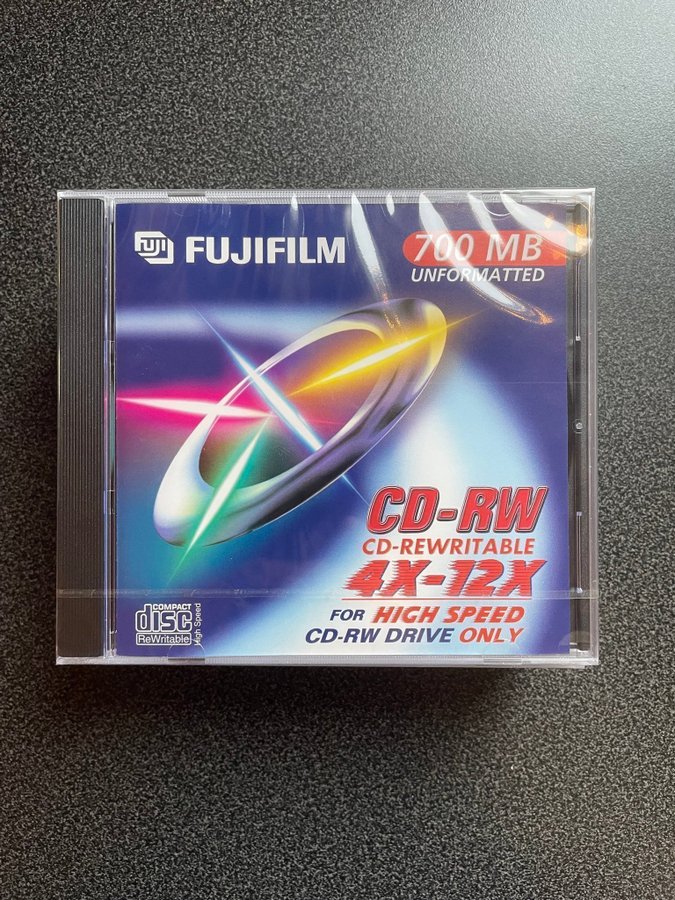 FUJI FUJIFILM
700 MB
UNFORMATTED
CD-RW
CD-REWRITABLE
4X-12X
FOR HIGH SPEED
CD-RW DRIVE ONLY
COMPACT
disc
ReWritable
High Speed